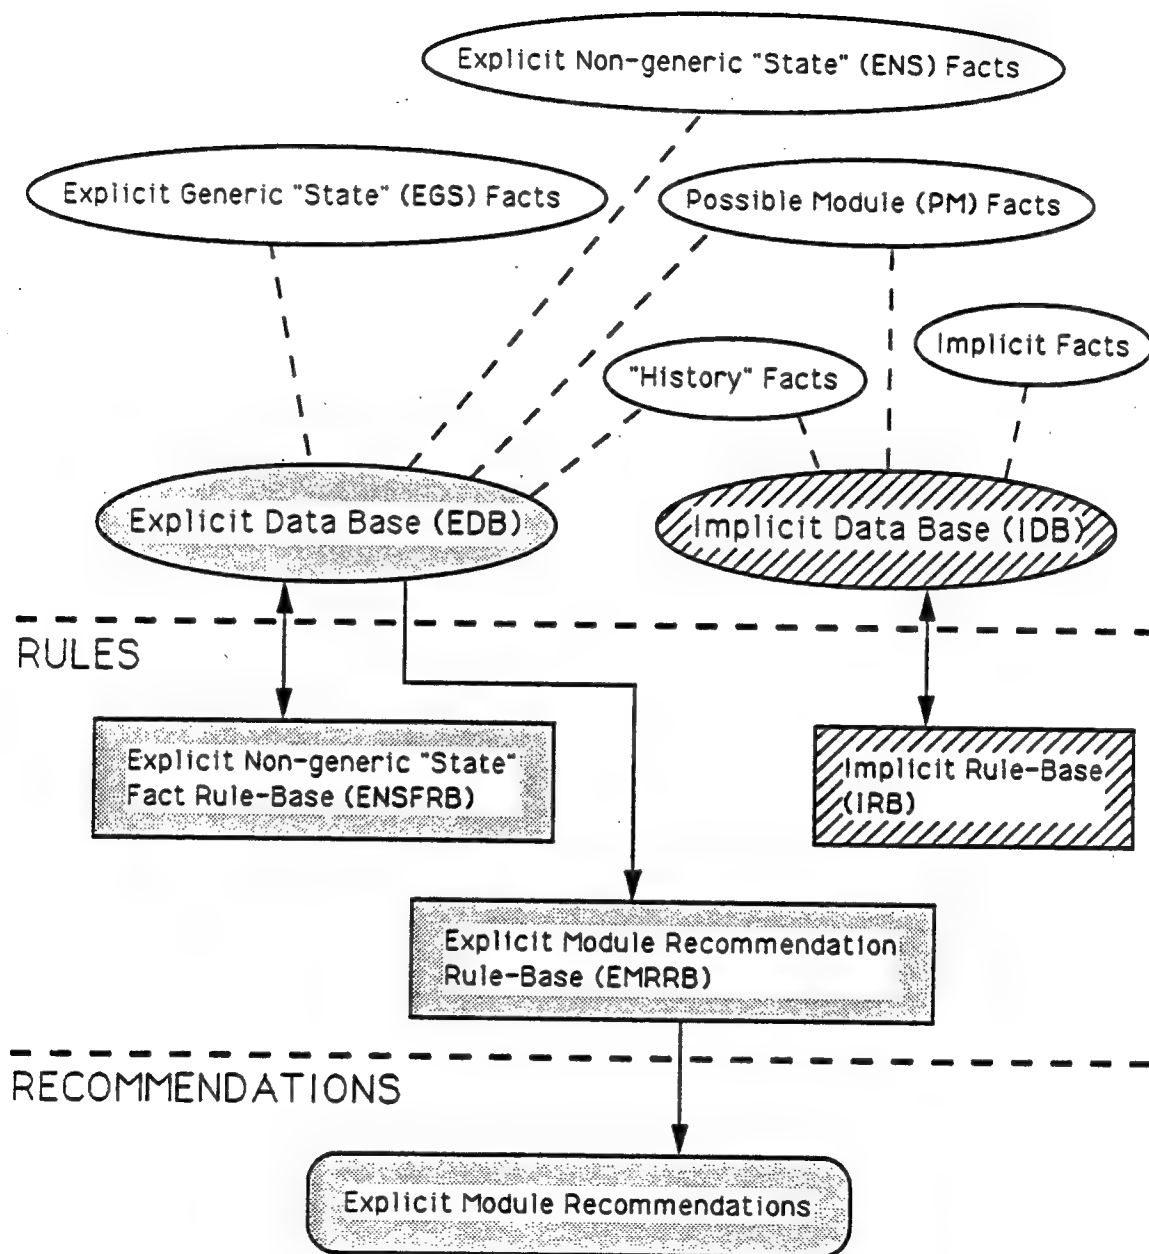 Explicit Non-generic "State" (ENS) Facts
Explicit Generic "State" (EGS) Facts
Possible Module (PM) Facts
Implicit Facts
"History" Facts
Explicit Data Base (EDB)
Implicit Data Base (IDB)
RULES
Explicit Non-generic "State"
Fact Rule-Base (ENSFRB)
Implicit Rule-Base
(IRB)
Explicit Module Recommendation
Rule-Base (EMRRB)
RECOMMENDATIONS
Explicit Module Recommendations